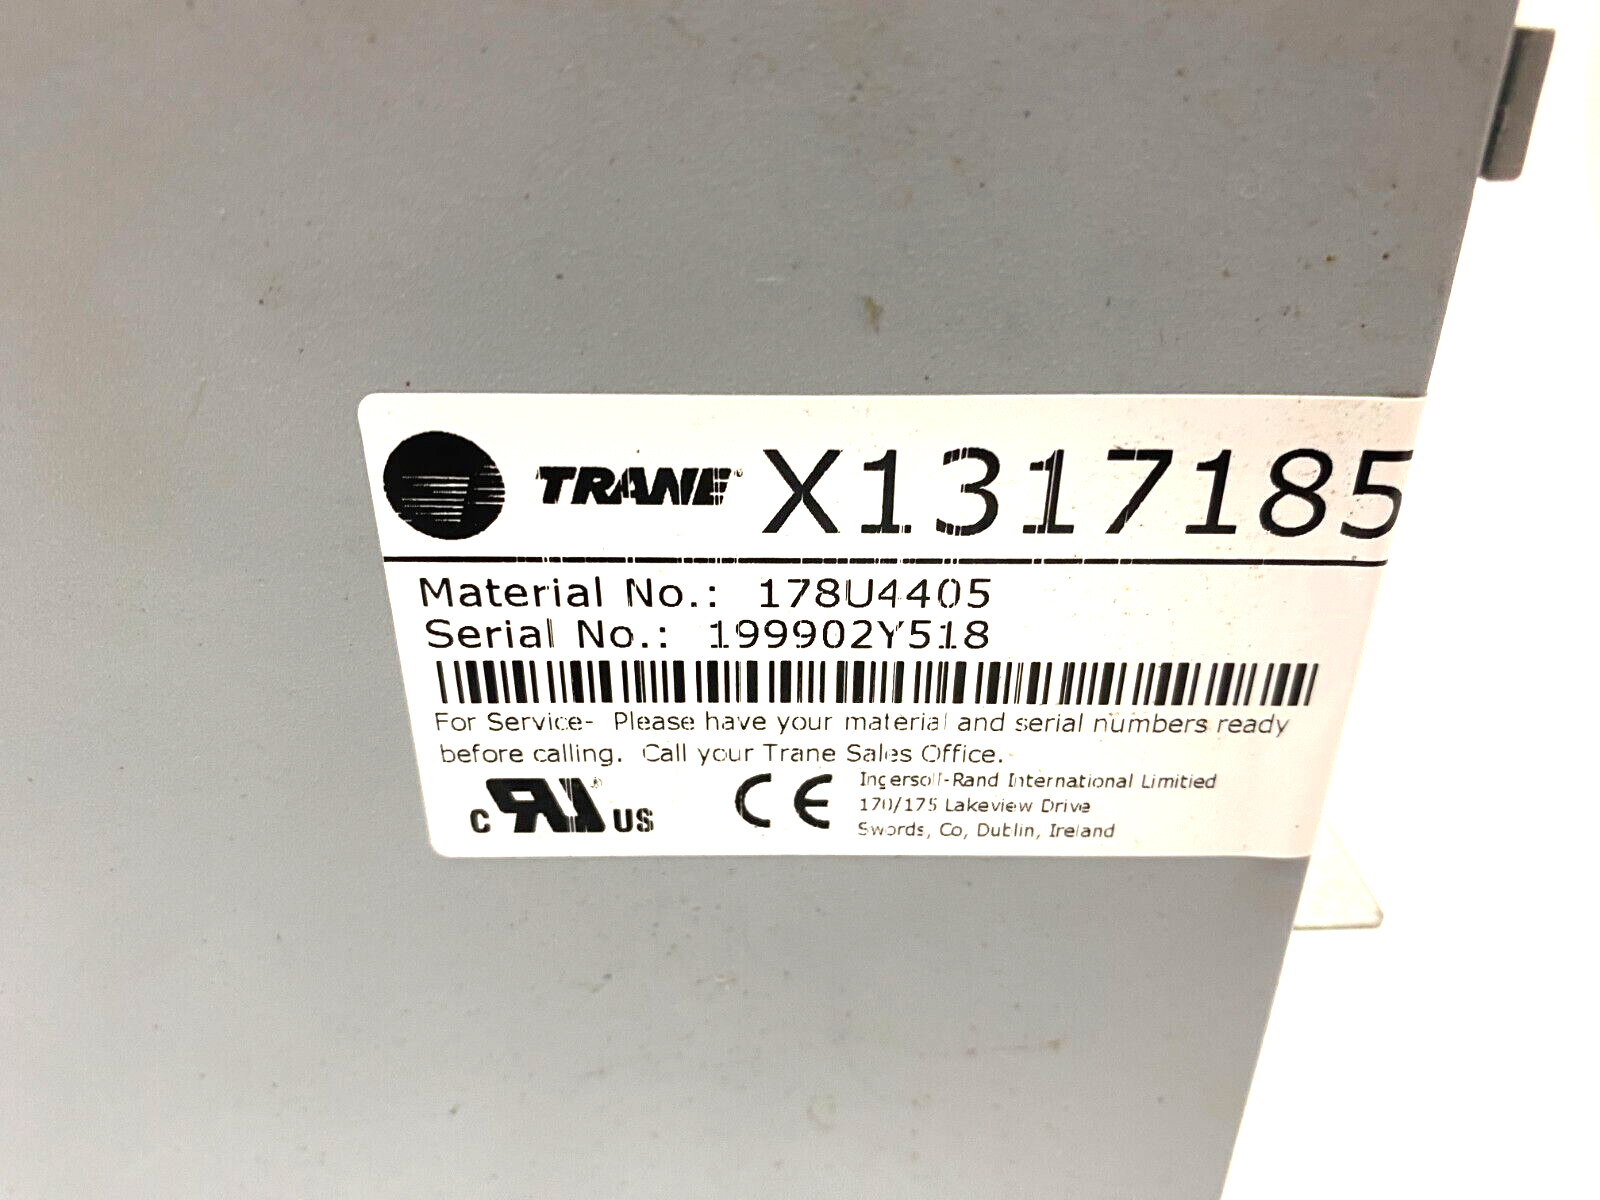 TRANE® X1317185
Material No.: 178U4405
Serial No.: 199902Y518
For Service- Please have your material and serial numbers ready
before calling. Call your Trane Sales Office.
c RU ® US CE
Ingersoll-Rand International Limitied
170/175 Lakeview Drive
Swords, Co, Dublin, Ireland